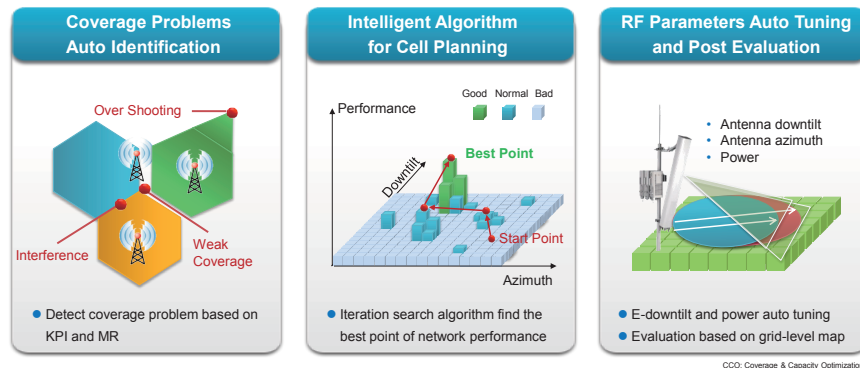 Coverage Problems
Auto Identification
Over Shooting
Interference
Weak
Coverage
● Detect coverage problem based on
KPI and MR
Intelligent Algorithm
for Cell Planning
Good Normal Bad
Performance
Best Point
Downtilt
Start Point
Azimuth
● Iteration search algorithm find the
best point of network performance
RF Parameters Auto Tuning
and Post Evaluation
• Antenna downtilt
• Antenna azimuth
• Power
● E-downtilt and power auto tuning
● Evaluation based on grid-level map
CCO: Coverage & Capacity Optimization